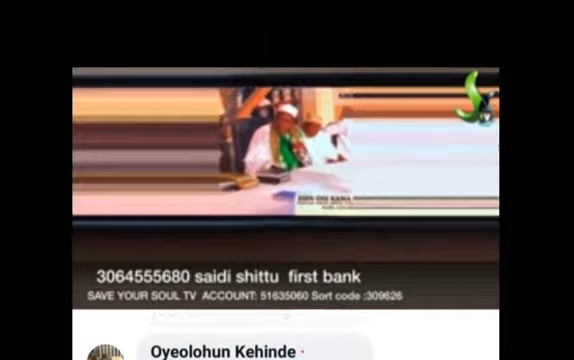 3064555680 saidi shittu first bank
SAVE YOUR SOUL TV ACCOUNT: 51635060 Sort code :309626
Oyeolohun Kehinde ·